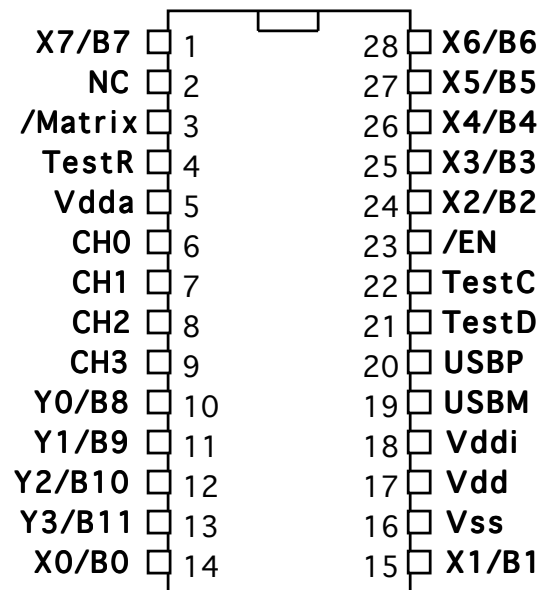 X7/B7 1 28 X6/B6
NC 2 27 X5/B5
/Matrix 3 26 X4/B4
TestR 4 25 X3/B3
Vdda 5 24 X2/B2
CH0 6 23 /EN
CH1 7 22 TestC
CH2 8 21 TestD
CH3 9 20 USBP
Y0/B8 10 19 USBM
Y1/B9 11 18 Vddi
Y2/B10 12 17 Vdd
Y3/B11 13 16 Vss
X0/B0 14 15 X1/B1